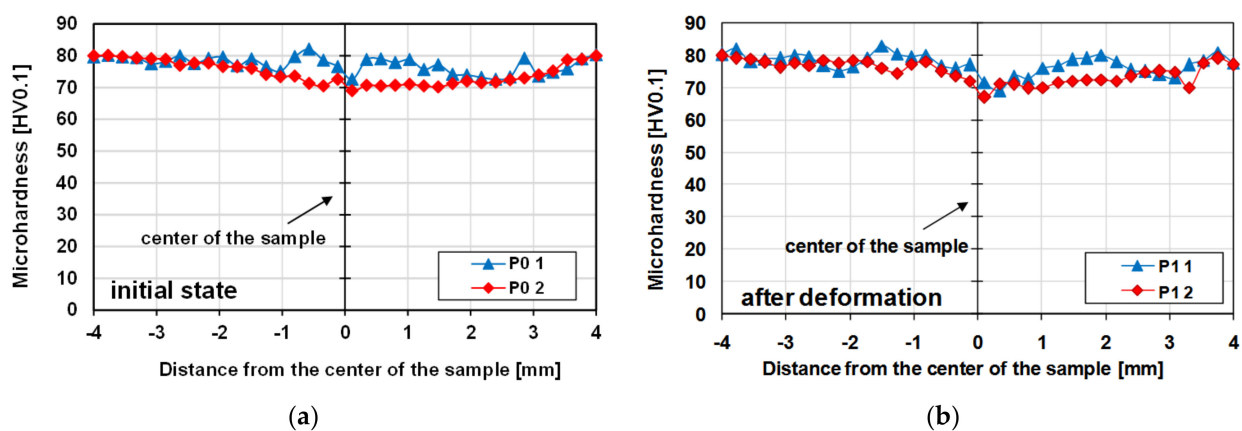 90
80
70
60
50
40
30
20
10
0
Microhardness [HV0.1]
center of the sample
initial state
P0 1
P0 2
-4 -3 -2 -1 0 1 2 3 4
Distance from the center of the sample [mm]
(a)
90
80
70
60
50
40
30
20
10
0
Microhardness [HV0.1]
center of the sample
after deformation
P1 1
P1 2
-4 -3 -2 -1 0 1 2 3 4
Distance from the center of the sample [mm]
(b)